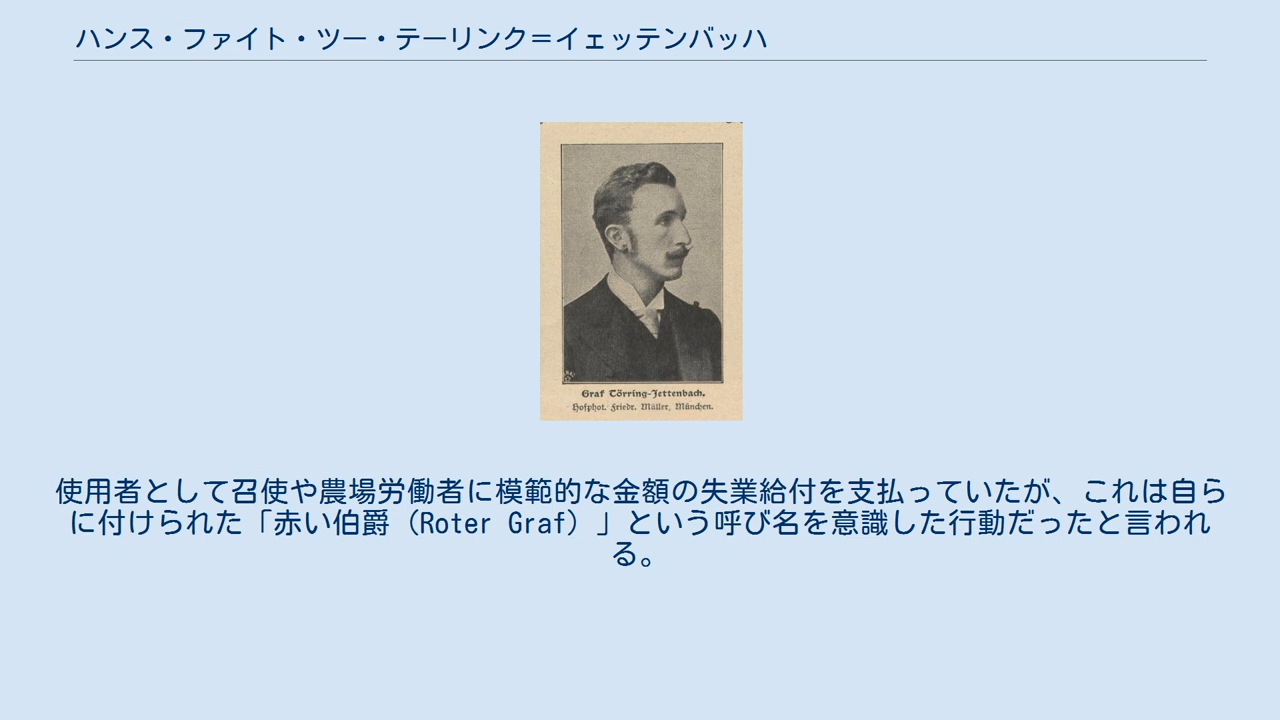 ハンス・ファイト・ツー・テーリンク＝イェッテンバッハ
Graf Törring-Jettenbach.
Hofphot. Friedr. Müller, München.
使用者として召使や農場労働者に模範的な金額の失業給付を支払っていたが、これは自ら
に付けられた「赤い伯爵（Roter Graf）」という呼び名を意識した行動だったと言われ
る。